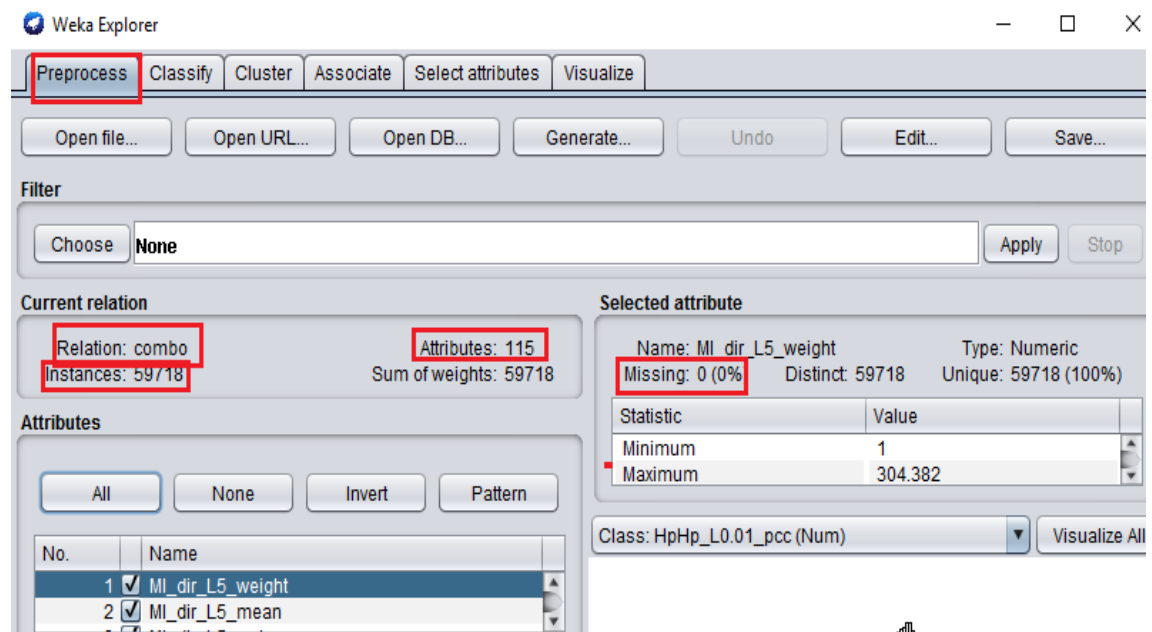 Weka Explorer
Preprocess Classify Cluster Associate Select attributes Visualize
Open file... Open URL... Open DB... Generate... Undo Edit... Save...
Filter
Choose None Apply Stop
Current relation
Relation: combo Attributes: 115
Instances: 59718 Sum of weights: 59718
Selected attribute
Name: MI_dir_L5_weight Type: Numeric
Missing: 0 (0% Distinct: 59718 Unique: 59718 (100%)
Statistic Value
Minimum 1
Maximum 304.382
Attributes
All None Invert Pattern
No. Name
1 MI_dir_L5_weight
2 MI_dir_L5_mean
Class: HpHp_L0.01_pcc (Num) Visualize All